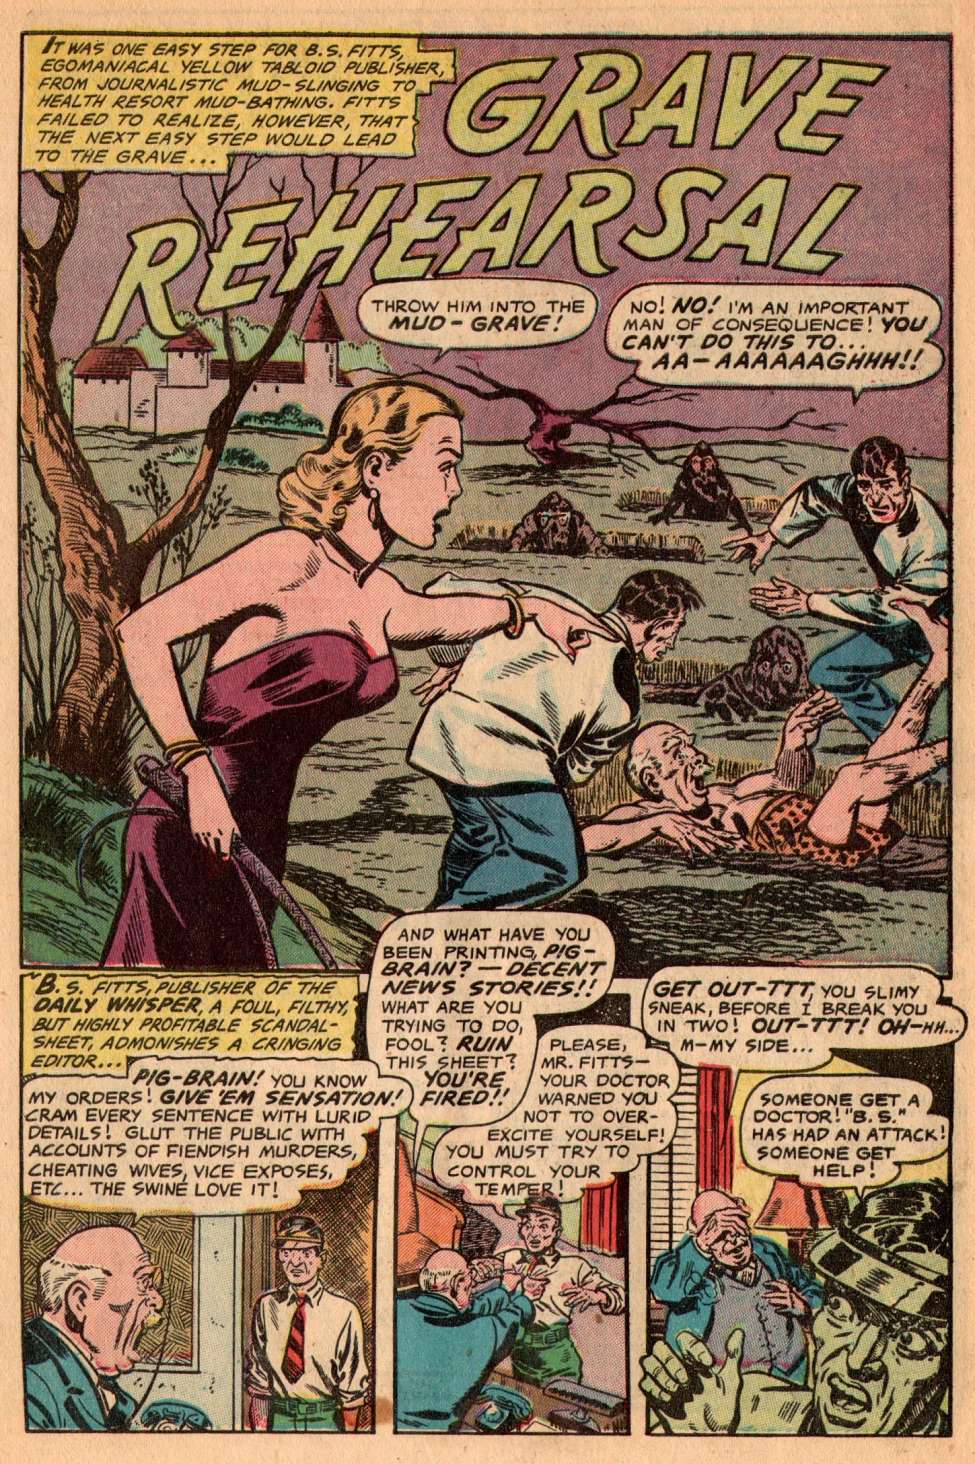 IT WAS ONE EASY STEP FOR B.S. FITTS,
EGOMANIACAL YELLOW TABLOID PUBLISHER,
FROM JOURNALISTIC MUD-SLINGING TO
HEALTH RESORT MUD-BATHING. FITTS
FAILED TO REALIZE, HOWEVER, THAT
THE NEXT EASY STEP WOULD LEAD
TO THE GRAVE...
GRAVE
REHEARSAL
THROW HIM INTO THE
MUD-GRAVE!
NO! NO! I'M AN IMPORTANT
MAN OF CONSEQUENCE! YOU
CAN'T DO THIS TO...
AA-AAAAAAGHHH!!
B.S. FITTS, PUBLISHER OF THE
DAILY WHISPER, A FOUL, FILTHY,
BUT HIGHLY PROFITABLE SCANDAL-
SHEET, ADMONISHES A CRINGING
EDITOR...
PIG-BRAIN! YOU KNOW
MY ORDERS! GIVE 'EM SENSATION!
CRAM EVERY SENTENCE WITH LURID
DETAILS! GLUT THE PUBLIC WITH
ACCOUNTS OF FIENDISH MURDERS,
CHEATING WIVES, VICE EXPOSES,
ETC... THE SWINE LOVE IT!
AND WHAT HAVE YOU
BEEN PRINTING, PIG-
BRAIN? — DECENT
NEWS STORIES!!
WHAT ARE YOU
TRYING TO DO,
FOOL? RUIN
THIS SHEET?
YOU'RE
FIRED!!
PLEASE,
MR. FITTS—
YOUR DOCTOR
WARNED YOU
NOT TO OVER-
EXCITE YOURSELF!
YOU MUST TRY TO
CONTROL YOUR
TEMPER!
GET OUT-TTT, YOU SLIMY
SNEAK, BEFORE I BREAK YOU
IN TWO! OUT-TTT! OH-HH...
M-MY SIDE...
SOMEONE GET A
DOCTOR! "B.S."
HAS HAD AN ATTACK!
SOMEONE GET
HELP!